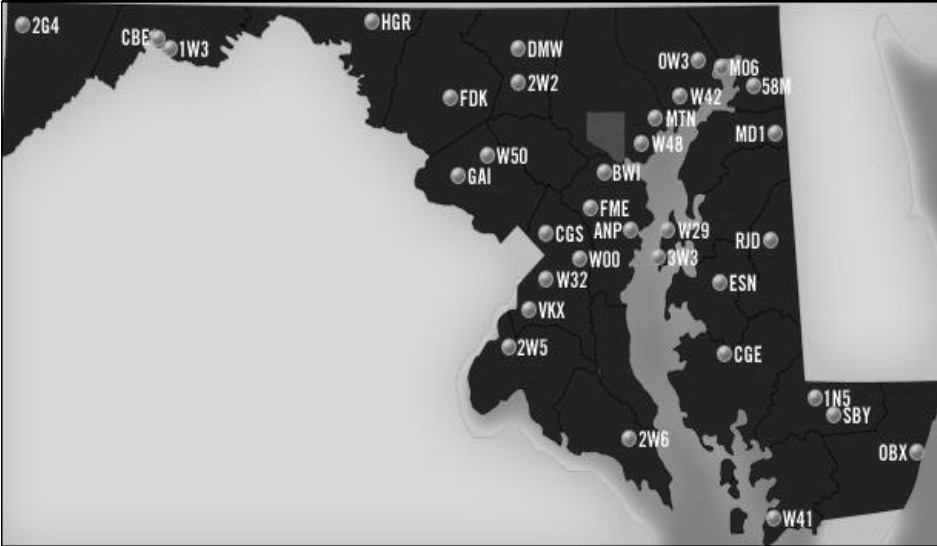 2G4
HGR
CBE
1W3
DMW
0W3
M06
2W2
58M
FDK
W42
MTN
MD1
W48
W50
BWI
GAI
FME
ANP
W29
CGS
RJD
W00
3W3
W32
ESN
VKX
2W5
CGE
1N5
SBY
2W6
OBX
W41